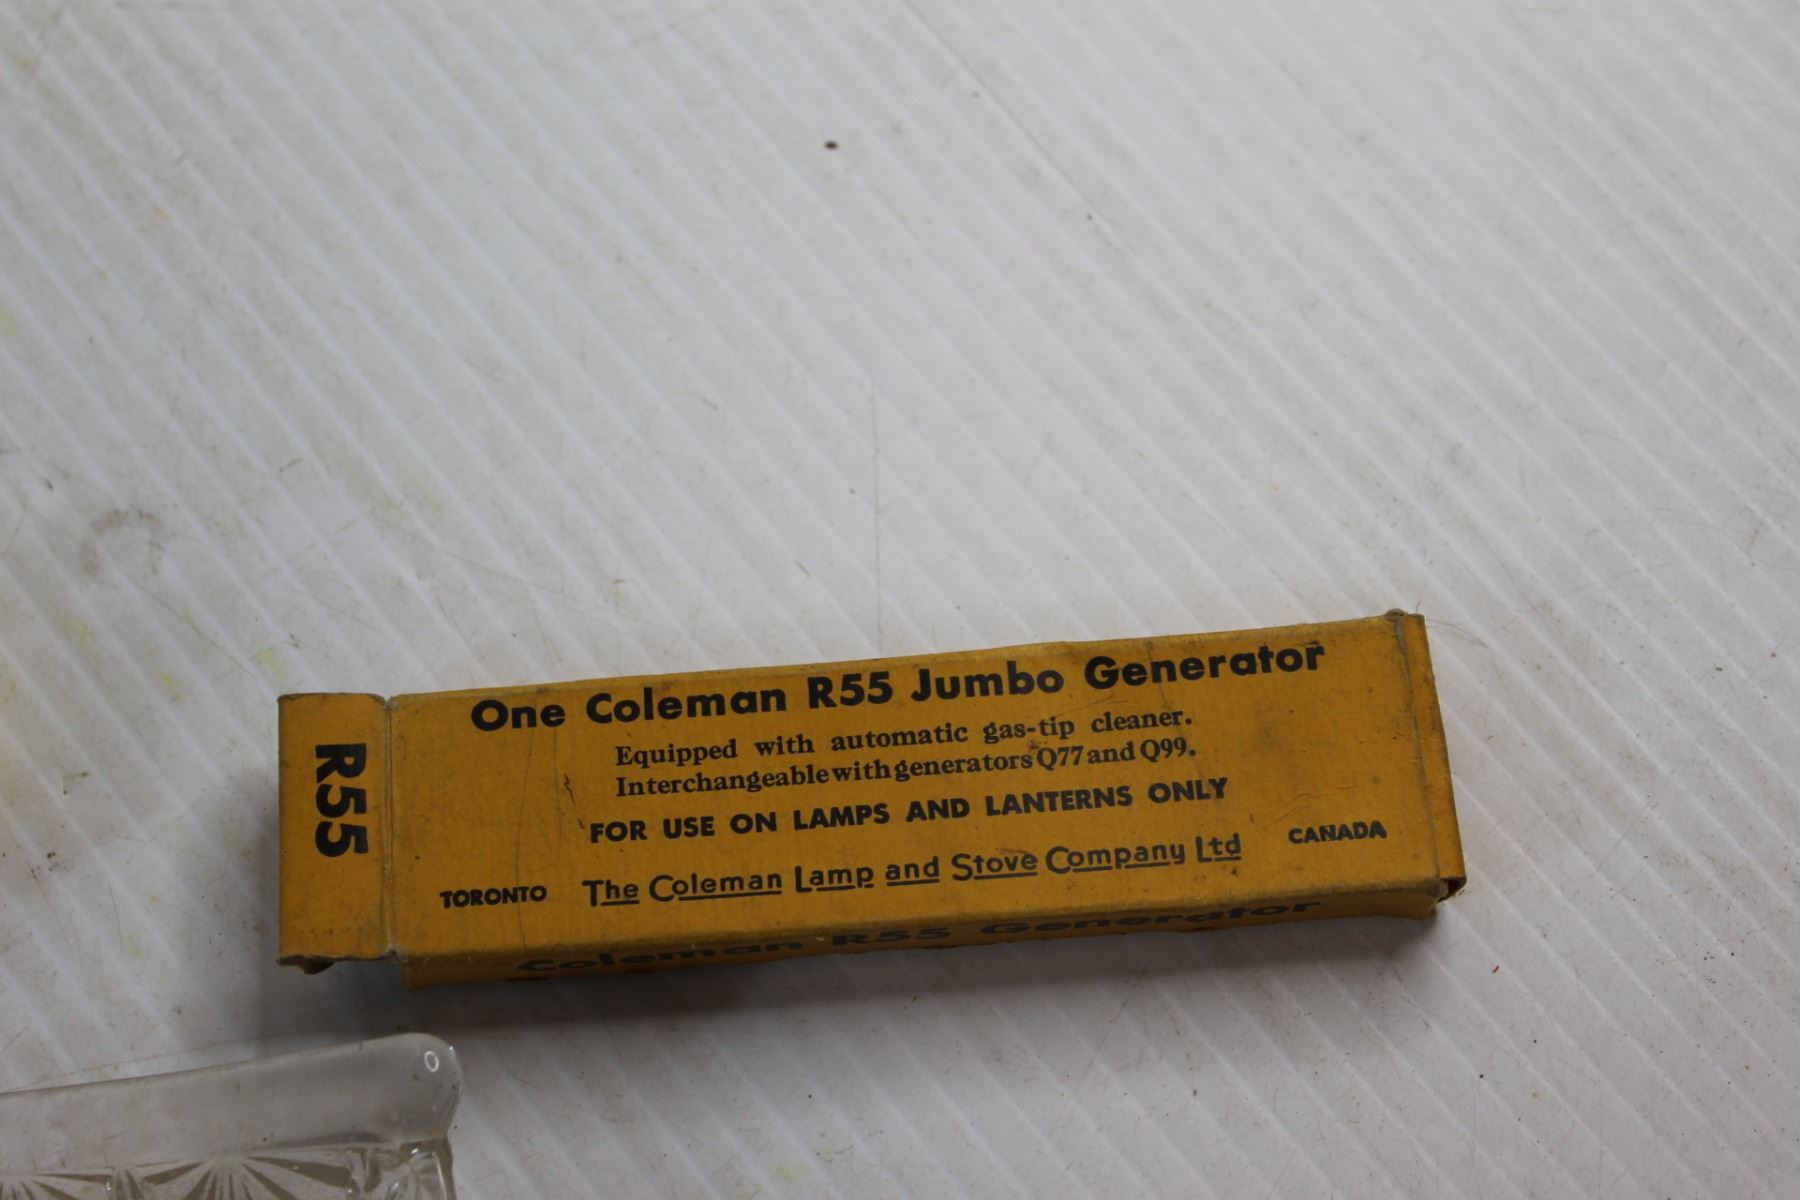 R55
One Coleman R55 Jumbo Generator
Equipped with automatic gas-tip cleaner.
Interchangeable with generators Q77 and Q99.
FOR USE ON LAMPS AND LANTERNS ONLY
TORONTO The Coleman Lamp and Stove Company Ltd CANADA
Coleman R55 Generator